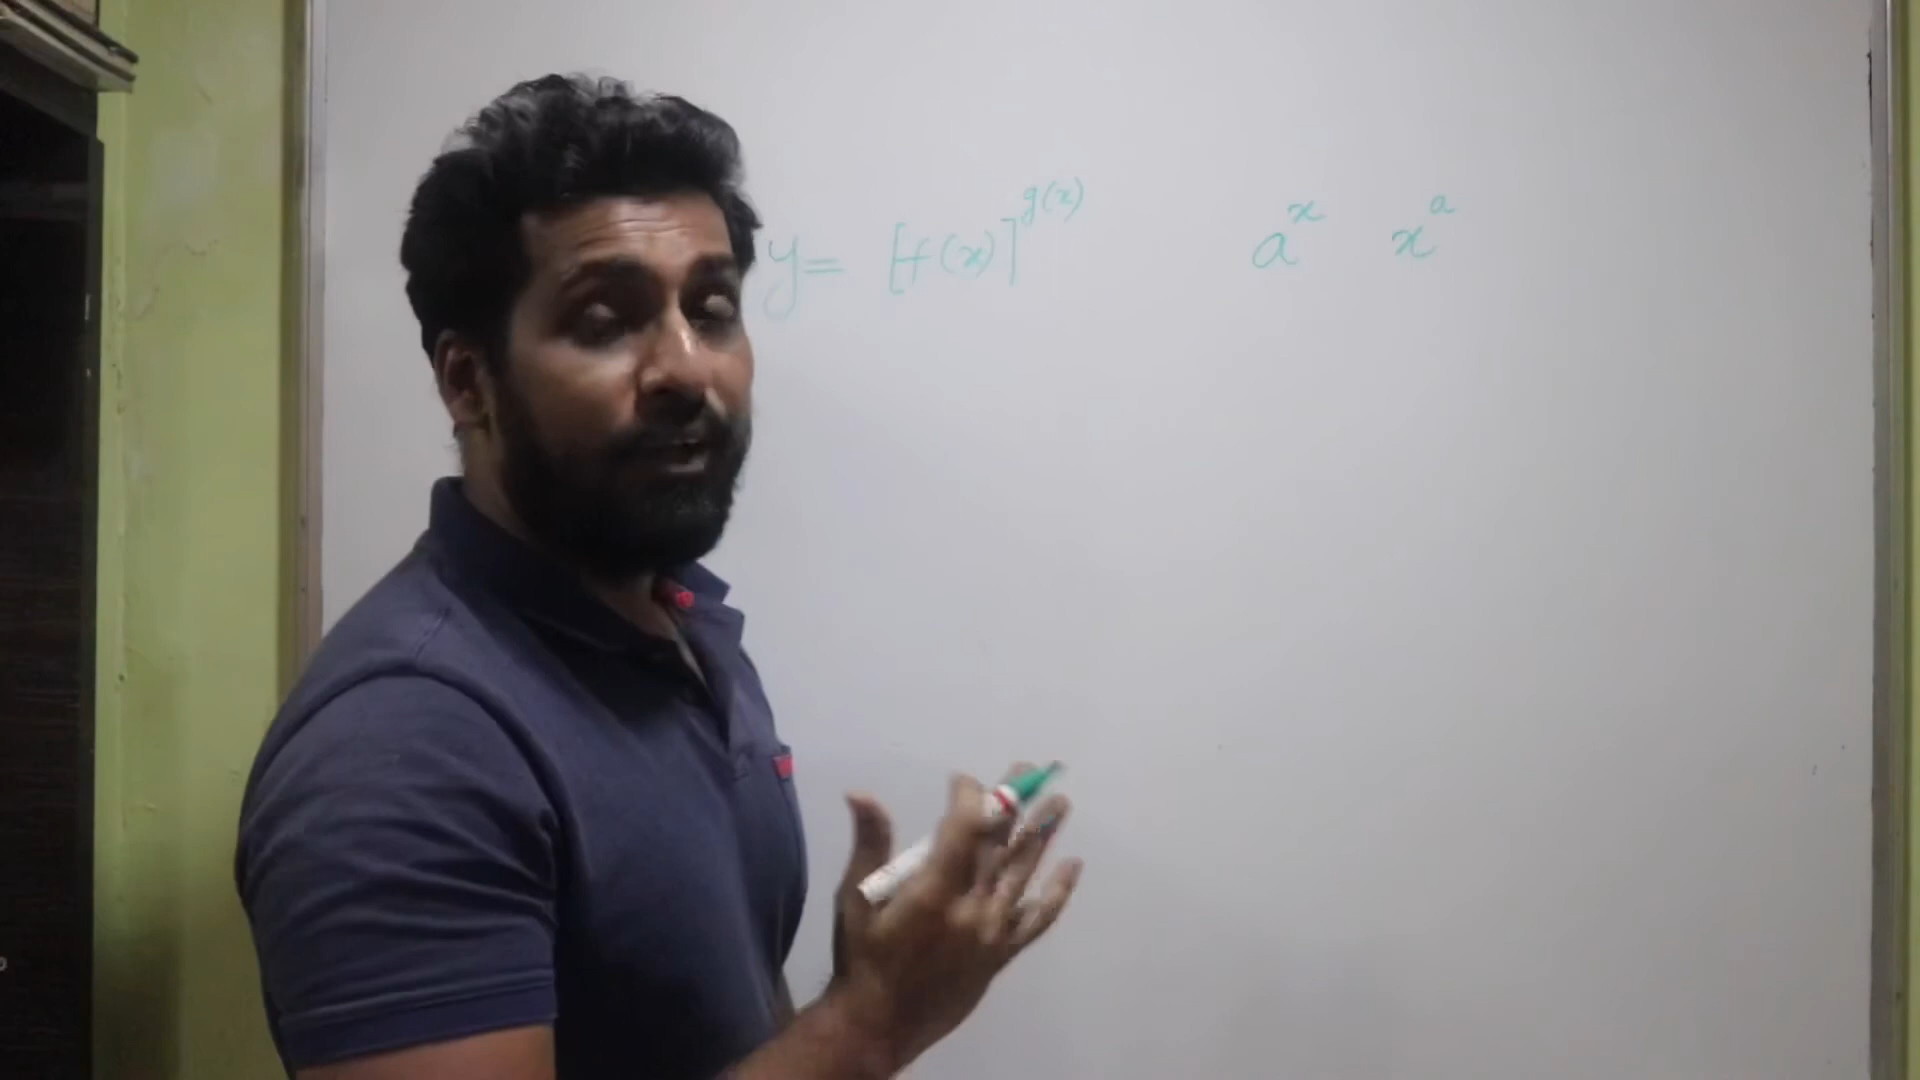 y = [f(x)]^g(x) a^x x^a